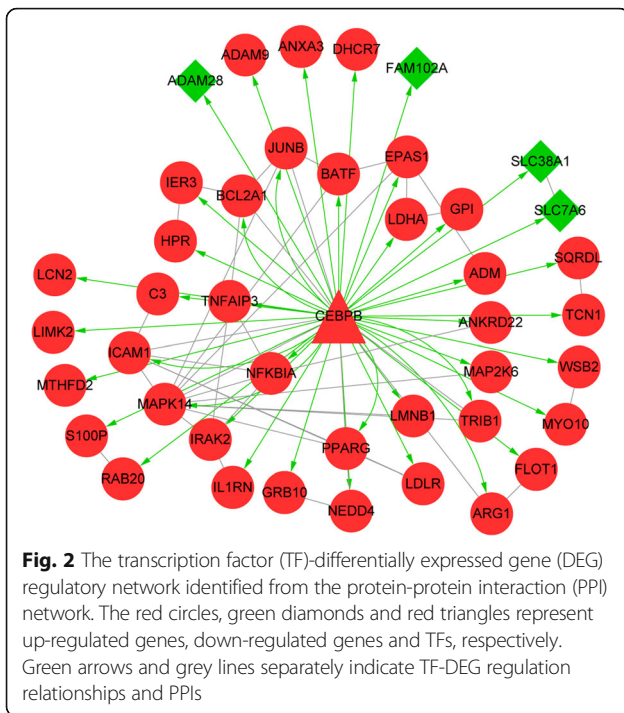 ADAM28
ADAM9
ANXA3
DHCR7
FAM102A
JUNB
BATF
EPAS1
SLC38A1
SLC7A6
IER3
BCL2A1
LDHA
GPI
HPR
SQRDL
LCN2
C3
TNFAIP3
CEBPB
ADM
ANKRD22
TCN1
LIMK2
ICAM1
NFKBIA
MAP2K6
WSB2
MTHFD2
MAPK14
LMNB1
TRIB1
MYO10
S100P
IRAK2
PPARG
RAB20
IL1RN
GRB10
NEDD4
LDLR
FLOT1
ARG1
Fig. 2 The transcription factor (TF)-differentially expressed gene (DEG)
regulatory network identified from the protein-protein interaction (PPI)
network. The red circles, green diamonds and red triangles represent
up-regulated genes, down-regulated genes and TFs, respectively.
Green arrows and grey lines separately indicate TF-DEG regulation
relationships and PPIs